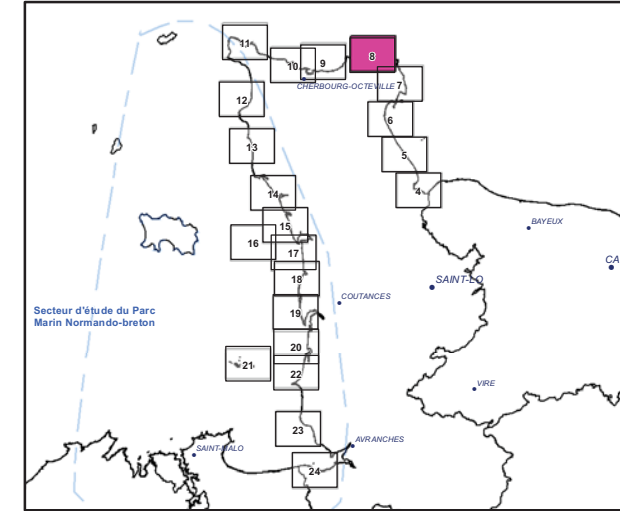 11
10
9
8
CHERBOURG-OCTEVILLE
7
12
6
13
5
4
14
15
BAYEUX
16
17
CA
18
SAINT-LO
COUTANCES
19
Secteur d'étude du Parc
Marin Normando-breton
20
21
22
VIRE
23
AVRANCHES
SAINT-MALO
24